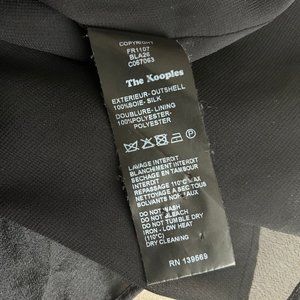 COPYRIGHT
FR1107
BLA26
C067063
The Kooples
EXTERIEUR- OUTSHELL
100%SOIE- SILK
DOUBLURE- LINING
100%POLYESTER-
POLYESTER
LAVAGE INTERDIT
BLANCHIMENT INTERDIT
SECHAGE EN TAMBOUR
INTERDIT
REPASSAGE 110°C MAX
NETTOYAGE A SEC TOUS
SOLVANTS NORMAUX
DO NOT WASH
DO NOT BLEACH
DO NOT TUMBLE DRY
IRON - LOW HEAT
(110°C)
DRY CLEANING
RN 139569